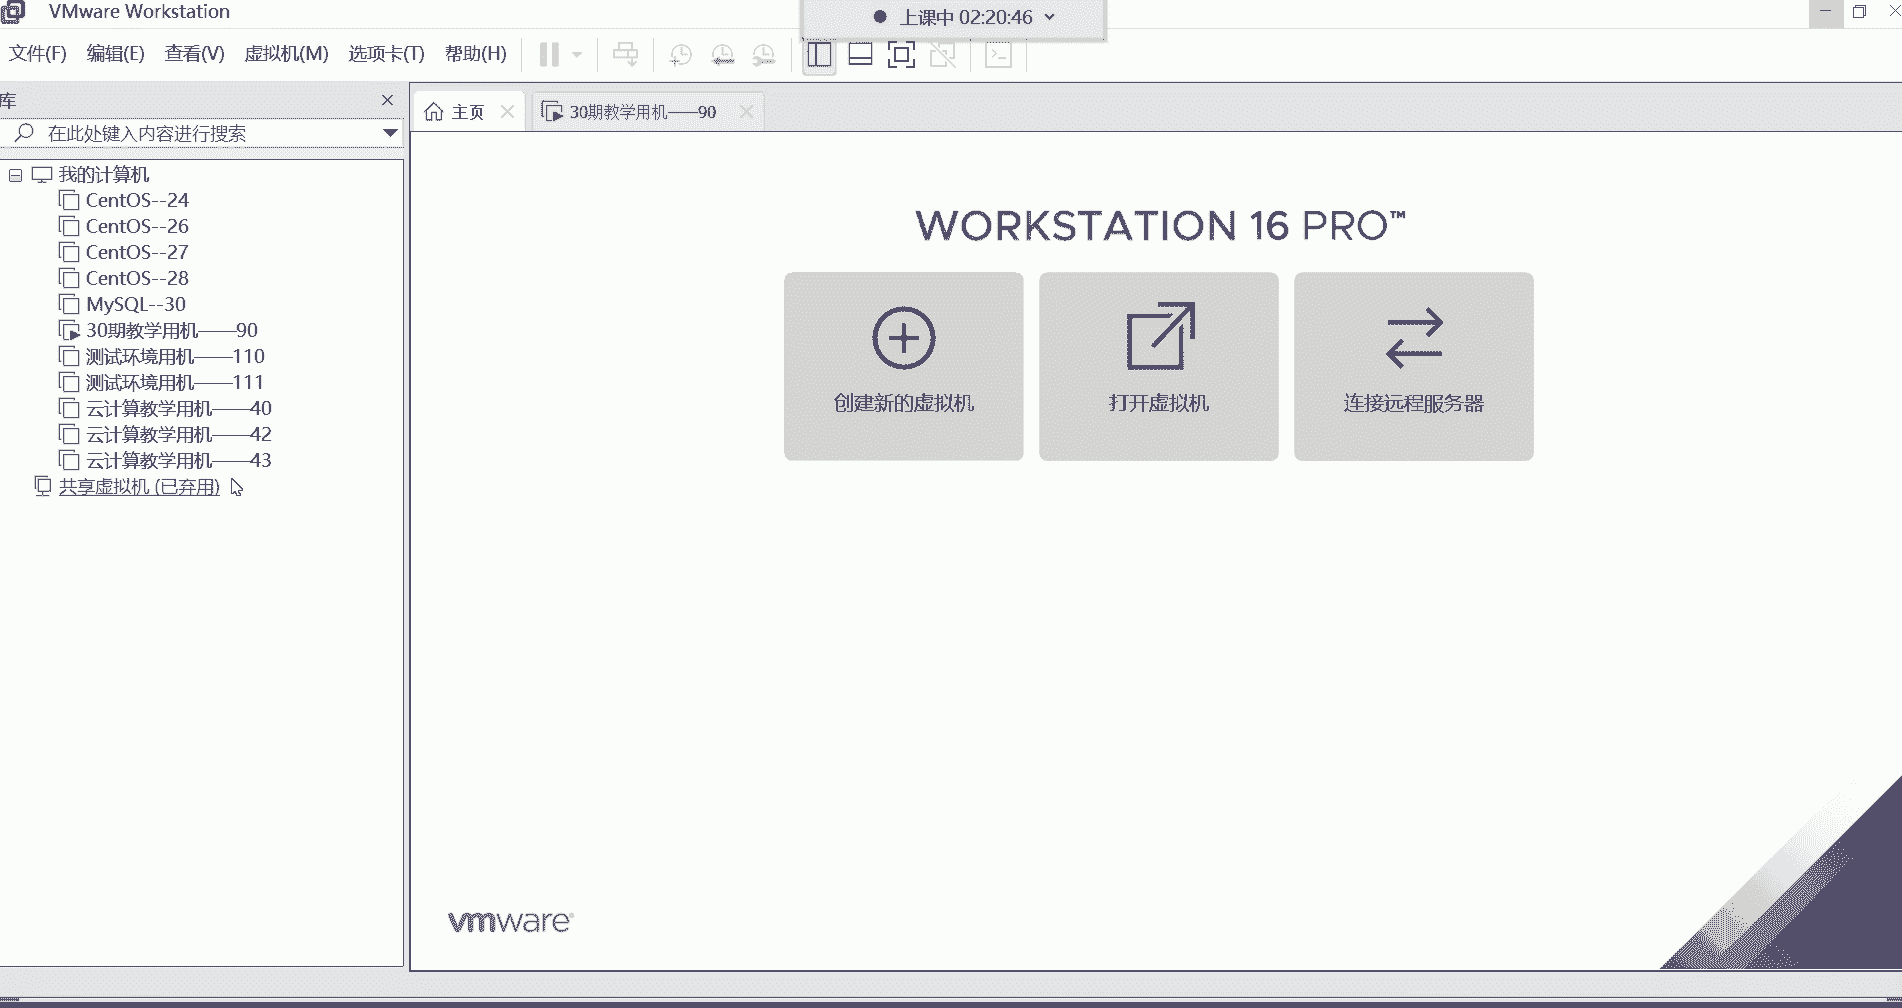 VMware Workstation
上课中 02:20:46
文件(F) 编辑(E) 查看(V) 虚拟机(M) 选项卡(T) 帮助(H)
库
主页
30期教学用机——90
在此处键入内容进行搜索
我的计算机
CentOS--24
CentOS--26
CentOS--27
CentOS--28
MySQL--30
30期教学用机——90
测试环境用机——110
测试环境用机——111
云计算教学用机——40
云计算教学用机——42
云计算教学用机——43
共享虚拟机 (已弃用)
WORKSTATION 16 PRO™
创建新的虚拟机
打开虚拟机
连接远程服务器
vmware®